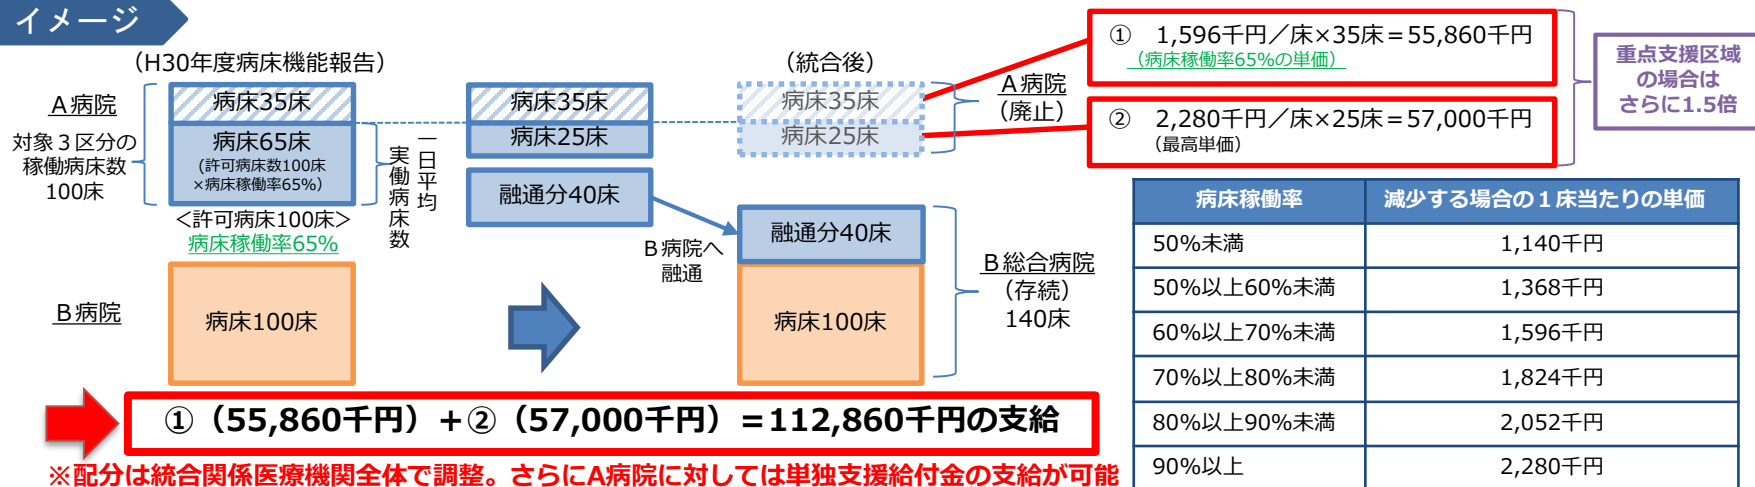 イメージ
（H30年度病床機能報告）
Ａ病院
対象３区分の
稼働病床数
100床
病床35床
病床65床
（許可病床数100床
×病床稼働率65%）
一日平均
実働病床数
＜許可病床100床＞
病床稼働率65%
Ｂ病院
病床100床
病床35床
病床25床
融通分40床
Ｂ病院へ
融通
（統合後）
病床35床
病床25床
Ａ病院
（廃止）
融通分40床
病床100床
Ｂ総合病院
（存続）
140床
①　1,596千円／床×35床＝55,860千円
（病床稼働率65%の単価）
②　2,280千円／床×25床＝57,000千円
（最高単価）
重点支援区域
の場合は
さらに1.5倍
病床稼働率　減少する場合の１床当たりの単価
50%未満　1,140千円
50%以上60%未満　1,368千円
60%以上70%未満　1,596千円
70%以上80%未満　1,824千円
80%以上90%未満　2,052千円
90%以上　2,280千円
①（55,860千円）＋②（57,000千円）＝112,860千円の支給
※配分は統合関係医療機関全体で調整。さらにA病院に対しては単独支援給付金の支給が可能